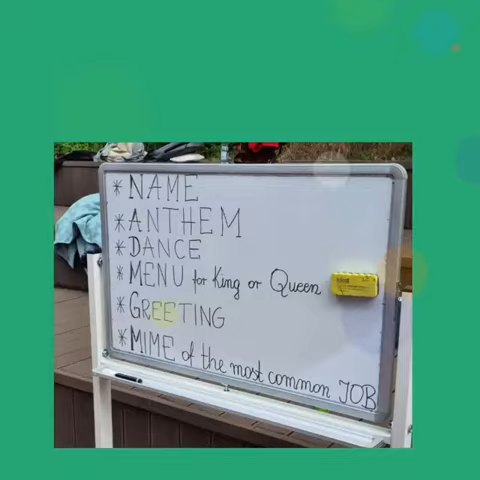 * NAME
* ANTHEM
* DANCE
* MENU for King or Queen
* GREETING
* MIME of the most common JOB